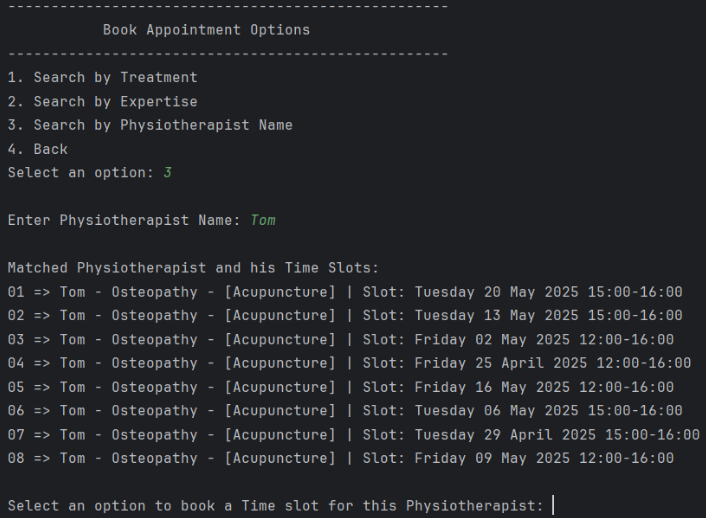 ---------------------------------------------------
Book Appointment Options
---------------------------------------------------
1. Search by Treatment
2. Search by Expertise
3. Search by Physiotherapist Name
4. Back
Select an option: 3
Enter Physiotherapist Name: Tom
Matched Physiotherapist and his Time Slots:
01 => Tom - Osteopathy - [Acupuncture] | Slot: Tuesday 20 May 2025 15:00-16:00
02 => Tom - Osteopathy - [Acupuncture] | Slot: Tuesday 13 May 2025 15:00-16:00
03 => Tom - Osteopathy - [Acupuncture] | Slot: Friday 02 May 2025 12:00-16:00
04 => Tom - Osteopathy - [Acupuncture] | Slot: Friday 25 April 2025 12:00-16:00
05 => Tom - Osteopathy - [Acupuncture] | Slot: Friday 16 May 2025 12:00-16:00
06 => Tom - Osteopathy - [Acupuncture] | Slot: Tuesday 06 May 2025 15:00-16:00
07 => Tom - Osteopathy - [Acupuncture] | Slot: Tuesday 29 April 2025 15:00-16:00
08 => Tom - Osteopathy - [Acupuncture] | Slot: Friday 09 May 2025 12:00-16:00
Select an option to book a Time slot for this Physiotherapist: